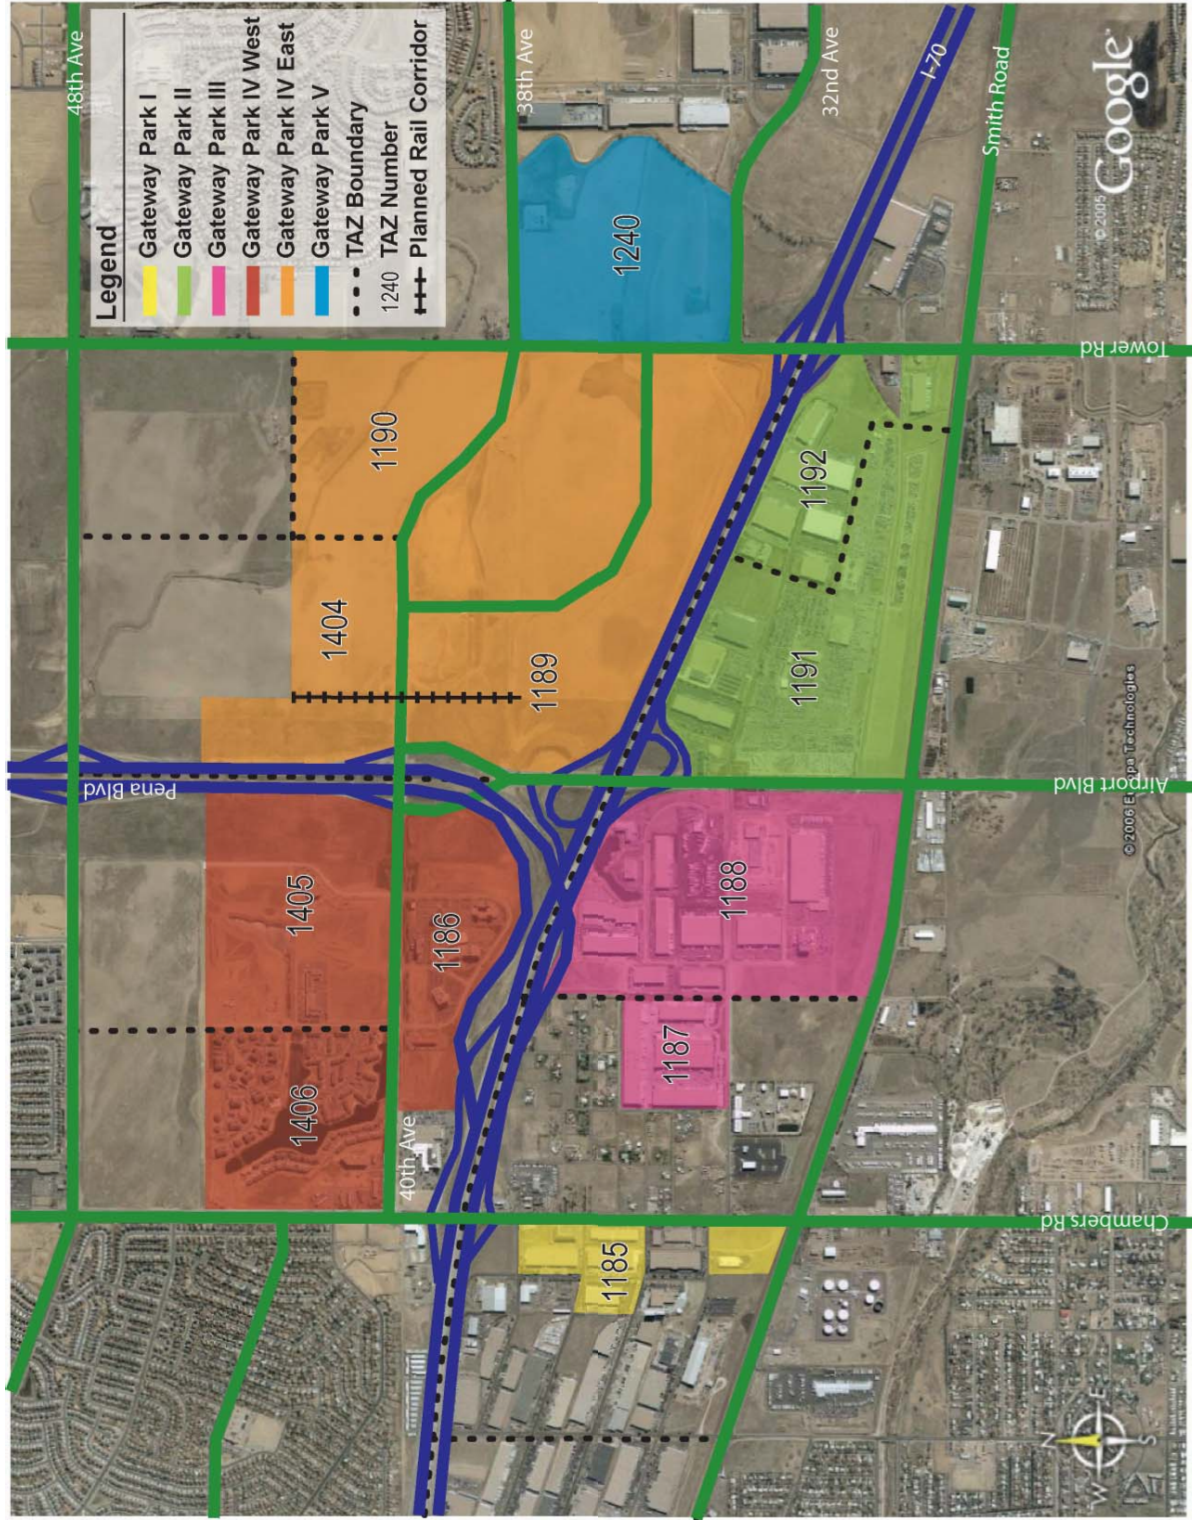 Legend
Gateway Park I
Gateway Park II
Gateway Park III
Gateway Park IV West
Gateway Park IV East
Gateway Park V
TAZ Boundary
1240 TAZ Number
Planned Rail Corridor
48th Ave
38th Ave
32nd Ave
I-70
Smith Road
©2005 Google™
1240
Tower Rd
1190
1192
1404
1189
1191
Pena Blvd
Airport Blvd
1405
1186
1188
1406
1187
40th Ave
Chambers Rd
1185
© 2006 Europa Technologies
N
W E
S